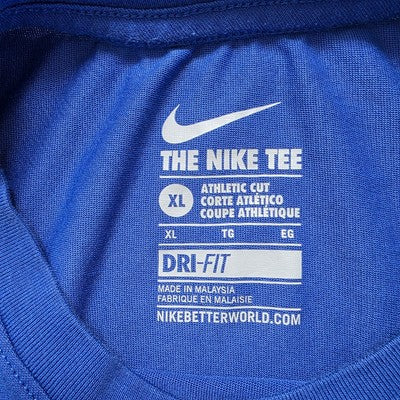 THE NIKE TEE
XL
ATHLETIC CUT
CORTE ATLÉTICO
COUPE ATHLÉTIQUE
XL TG EG
DRI-FIT
MADE IN MALAYSIA
FABRIQUE EN MALAISIE
NIKEBETTERWORLD.COM